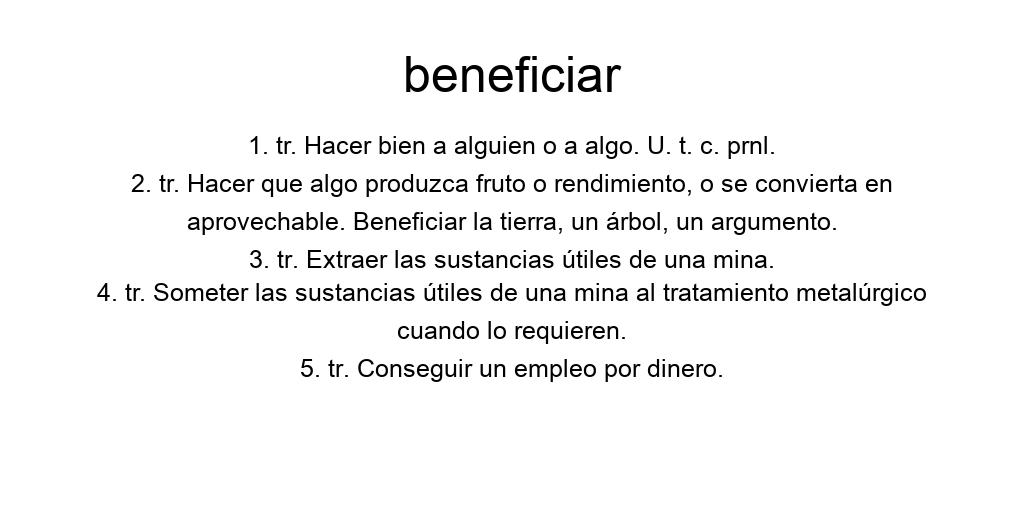 beneficiar
1. tr. Hacer bien a alguien o a algo. U. t. c. prnl.
2. tr. Hacer que algo produzca fruto o rendimiento, o se convierta en
aprovechable. Beneficiar la tierra, un árbol, un argumento.
3. tr. Extraer las sustancias útiles de una mina.
4. tr. Someter las sustancias útiles de una mina al tratamiento metalúrgico
cuando lo requieren.
5. tr. Conseguir un empleo por dinero.